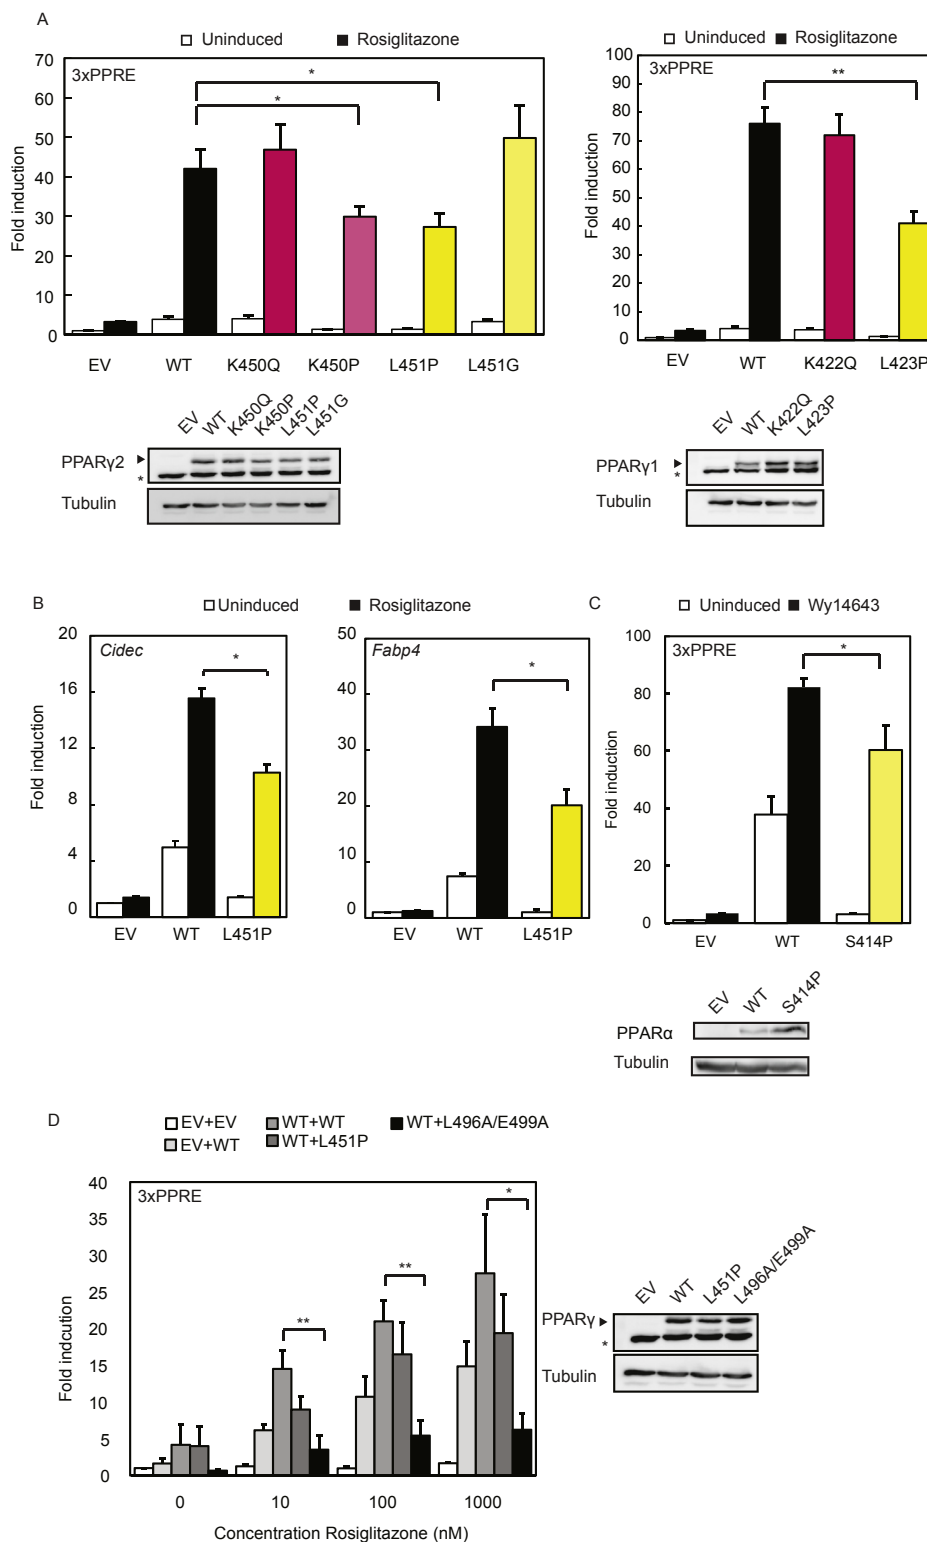 A
Uninduced Rosiglitazone
3xPPRE
Fold induction
70
60
50
40
30
20
10
0
*
*
EV WT K450Q K450P L451P L451G
EV WT K450Q K450P L451P L451G
PPARγ2
*
Tubulin
Uninduced Rosiglitazone
3xPPRE
Fold induction
100
90
80
70
60
50
40
30
20
10
0
**
EV WT K422Q L423P
EV WT K422Q L423P
PPARγ1
*
Tubulin
B
Uninduced Rosiglitazone
Cidec
Fold induction
20
16
12
8
4
0
*
EV WT L451P
Fabp4
50
40
30
20
10
0
*
EV WT L451P
C
Uninduced Wy14643
3xPPRE
Fold induction
100
80
60
40
20
0
*
EV WT S414P
EV WT S414P
PPARα
Tubulin
D
EV+EV WT+WT WT+L496A/E499A
EV+WT WT+L451P
3xPPRE
Fold induction
40
35
30
25
20
15
10
5
0
**
**
*
0 10 100 1000
Concentration Rosiglitazone (nM)
EV WT L451P L496A/E499A
PPARγ
*
Tubulin